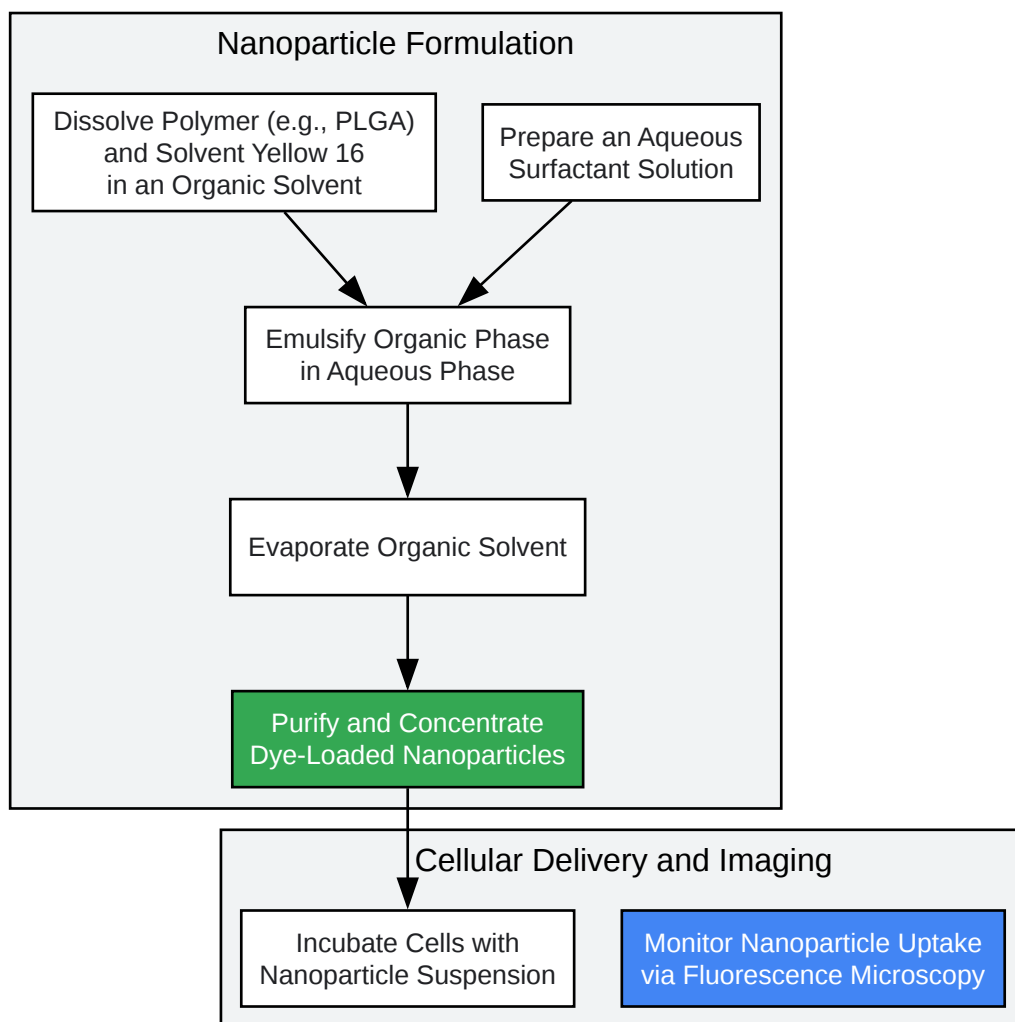 Nanoparticle Formulation
Dissolve Polymer (e.g., PLGA)
and Solvent Yellow 16
in an Organic Solvent
Prepare an Aqueous
Surfactant Solution
Emulsify Organic Phase
in Aqueous Phase
Evaporate Organic Solvent
Purify and Concentrate
Dye-Loaded Nanoparticles
Cellular Delivery and Imaging
Incubate Cells with
Nanoparticle Suspension
Monitor Nanoparticle Uptake
via Fluorescence Microscopy